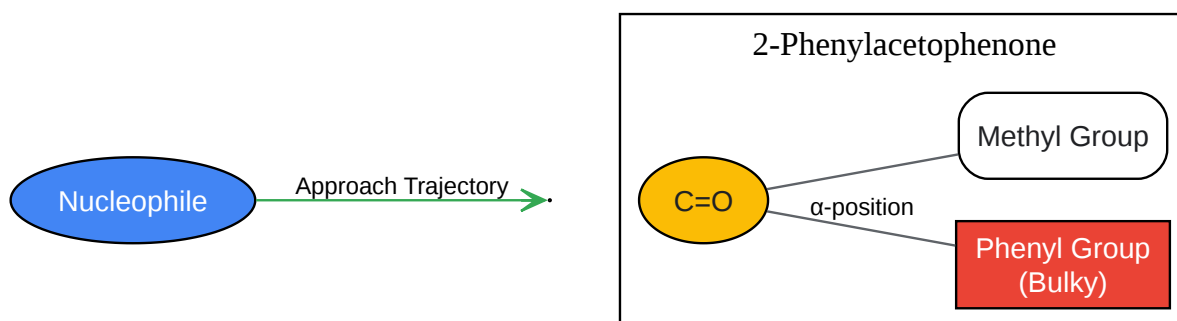 2-Phenylacetophenone
Methyl Group
Nucleophile
Approach Trajectory
C=O
α-position
Phenyl Group
(Bulky)